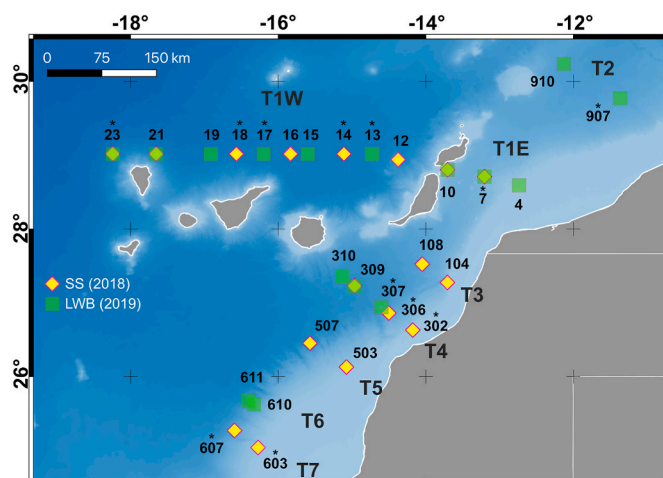 -18° -16° -14° -12°
0 75 150 km
30°
910 T2
T1W
* 907
* * * * *
23 21 19 18 17 16 15 14 13 12
T1E
10 * 7 4
28°
310 108
309 104
SS (2018)
* 307 T3
LWB (2019)
* 306
* 302
507
T4
503
26°
T5
611
610 T6
* 607
* 603
T7